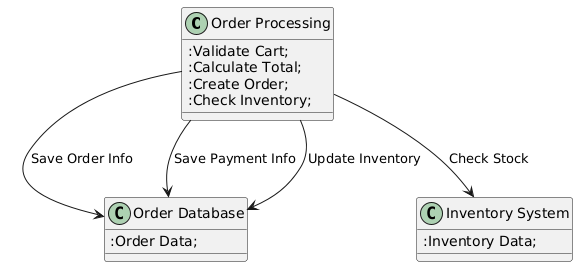 C Order Processing
:Validate Cart;
:Calculate Total;
:Create Order;
:Check Inventory;
Save Order Info
Save Payment Info
Update Inventory
Check Stock
C Order Database
:Order Data;
C Inventory System
:Inventory Data;